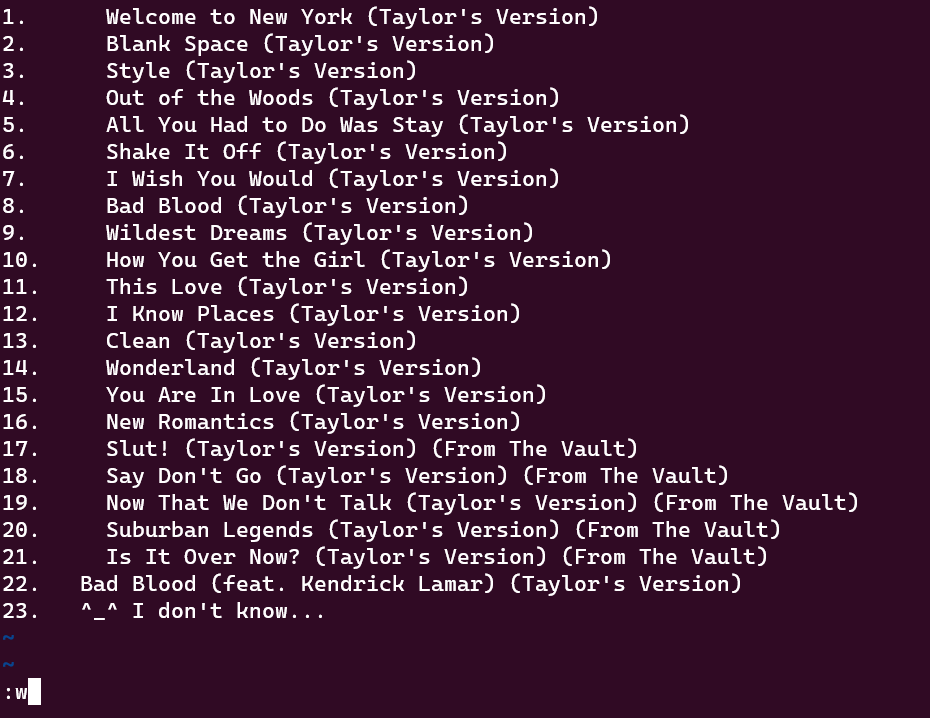 1. Welcome to New York (Taylor's Version)
2. Blank Space (Taylor's Version)
3. Style (Taylor's Version)
4. Out of the Woods (Taylor's Version)
5. All You Had to Do Was Stay (Taylor's Version)
6. Shake It Off (Taylor's Version)
7. I Wish You Would (Taylor's Version)
8. Bad Blood (Taylor's Version)
9. Wildest Dreams (Taylor's Version)
10. How You Get the Girl (Taylor's Version)
11. This Love (Taylor's Version)
12. I Know Places (Taylor's Version)
13. Clean (Taylor's Version)
14. Wonderland (Taylor's Version)
15. You Are In Love (Taylor's Version)
16. New Romantics (Taylor's Version)
17. Slut! (Taylor's Version) (From The Vault)
18. Say Don't Go (Taylor's Version) (From The Vault)
19. Now That We Don't Talk (Taylor's Version) (From The Vault)
20. Suburban Legends (Taylor's Version) (From The Vault)
21. Is It Over Now? (Taylor's Version) (From The Vault)
22. Bad Blood (feat. Kendrick Lamar) (Taylor's Version)
23. ^_^ I don't know...
~
~
:w